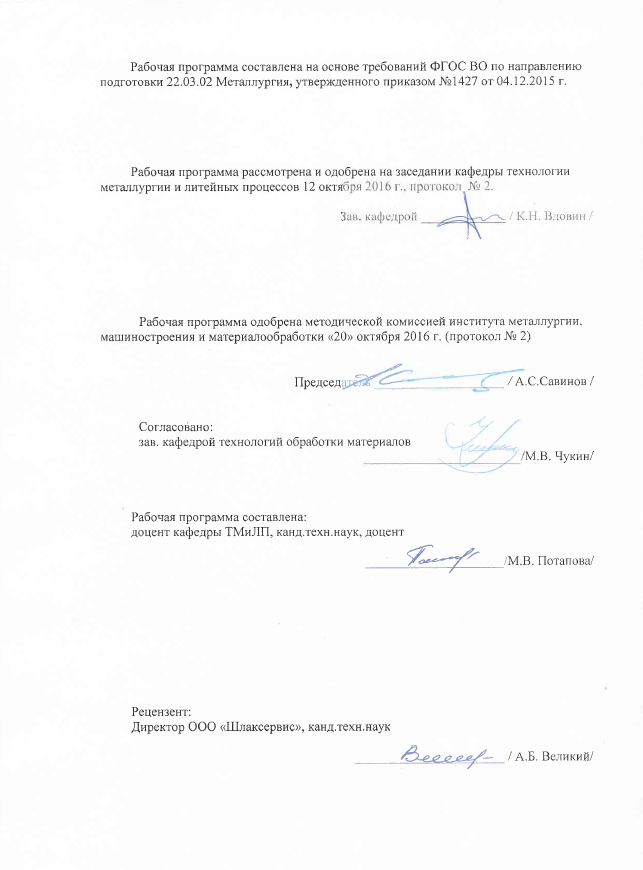 Рабочая программа составлена на основе требований ФГОС ВО по направлению
подготовки 22.03.02 Металлургия, утвержденного приказом №1427 от 04.12.2015 г.
Рабочая программа рассмотрена и одобрена на заседании кафедры технологии
металлургии и литейных процессов 12 октября 2016 г., протокол № 2.
Зав. кафедрой / К.Н. Вдовин /
Рабочая программа одобрена методической комиссией института металлургии,
машиностроения и материалообработки «20» октября 2016 г. (протокол № 2)
Председатель / А.С.Савинов /
Согласовано:
зав. кафедрой технологий обработки материалов
/М.В. Чукин/
Рабочая программа составлена:
доцент кафедры ТМиЛП, канд.техн.наук, доцент
/М.В. Потапова/
Рецензент:
Директор ООО «Шлаксервис», канд.техн.наук
/ А.Б. Великий/